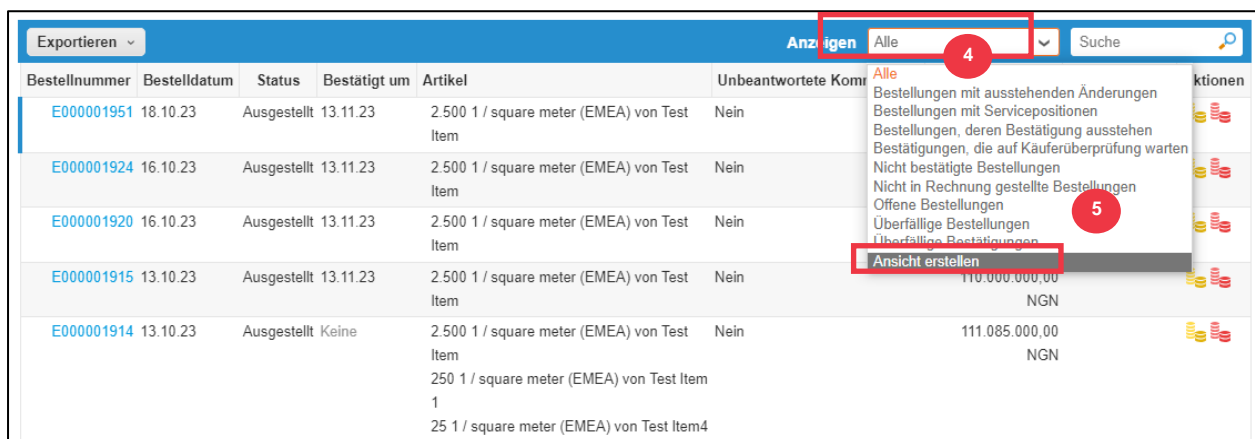 Exportieren
Anzeigen Alle
4
Suche
Bestellnummer Bestelldatum Status Bestätigt um Artikel Unbeantwortete ktionen
Alle
Bestellungen mit ausstehenden Änderungen
Bestellungen mit Servicepositionen
Bestellungen, deren Bestätigung ausstehen
Bestätigungen, die auf Käuferüberprüfung warten
Nicht bestätigte Bestellungen
Nicht in Rechnung gestellte Bestellungen
Offene Bestellungen
5
Überfällige Bestellungen
Überfällige Bestätigungen
Ansicht erstellen
E000001951 18.10.23 Ausgestellt 13.11.23 2.500 1 / square meter (EMEA) von Test Nein
Item
E000001924 16.10.23 Ausgestellt 13.11.23 2.500 1 / square meter (EMEA) von Test Nein
Item
E000001920 16.10.23 Ausgestellt 13.11.23 2.500 1 / square meter (EMEA) von Test Nein
Item
E000001915 13.10.23 Ausgestellt 13.11.23 2.500 1 / square meter (EMEA) von Test Nein 110.000.000,00
Item NGN
E000001914 13.10.23 Ausgestellt Keine 2.500 1 / square meter (EMEA) von Test Nein 111.085.000,00
Item NGN
250 1 / square meter (EMEA) von Test Item
1
25 1 / square meter (EMEA) von Test Item4